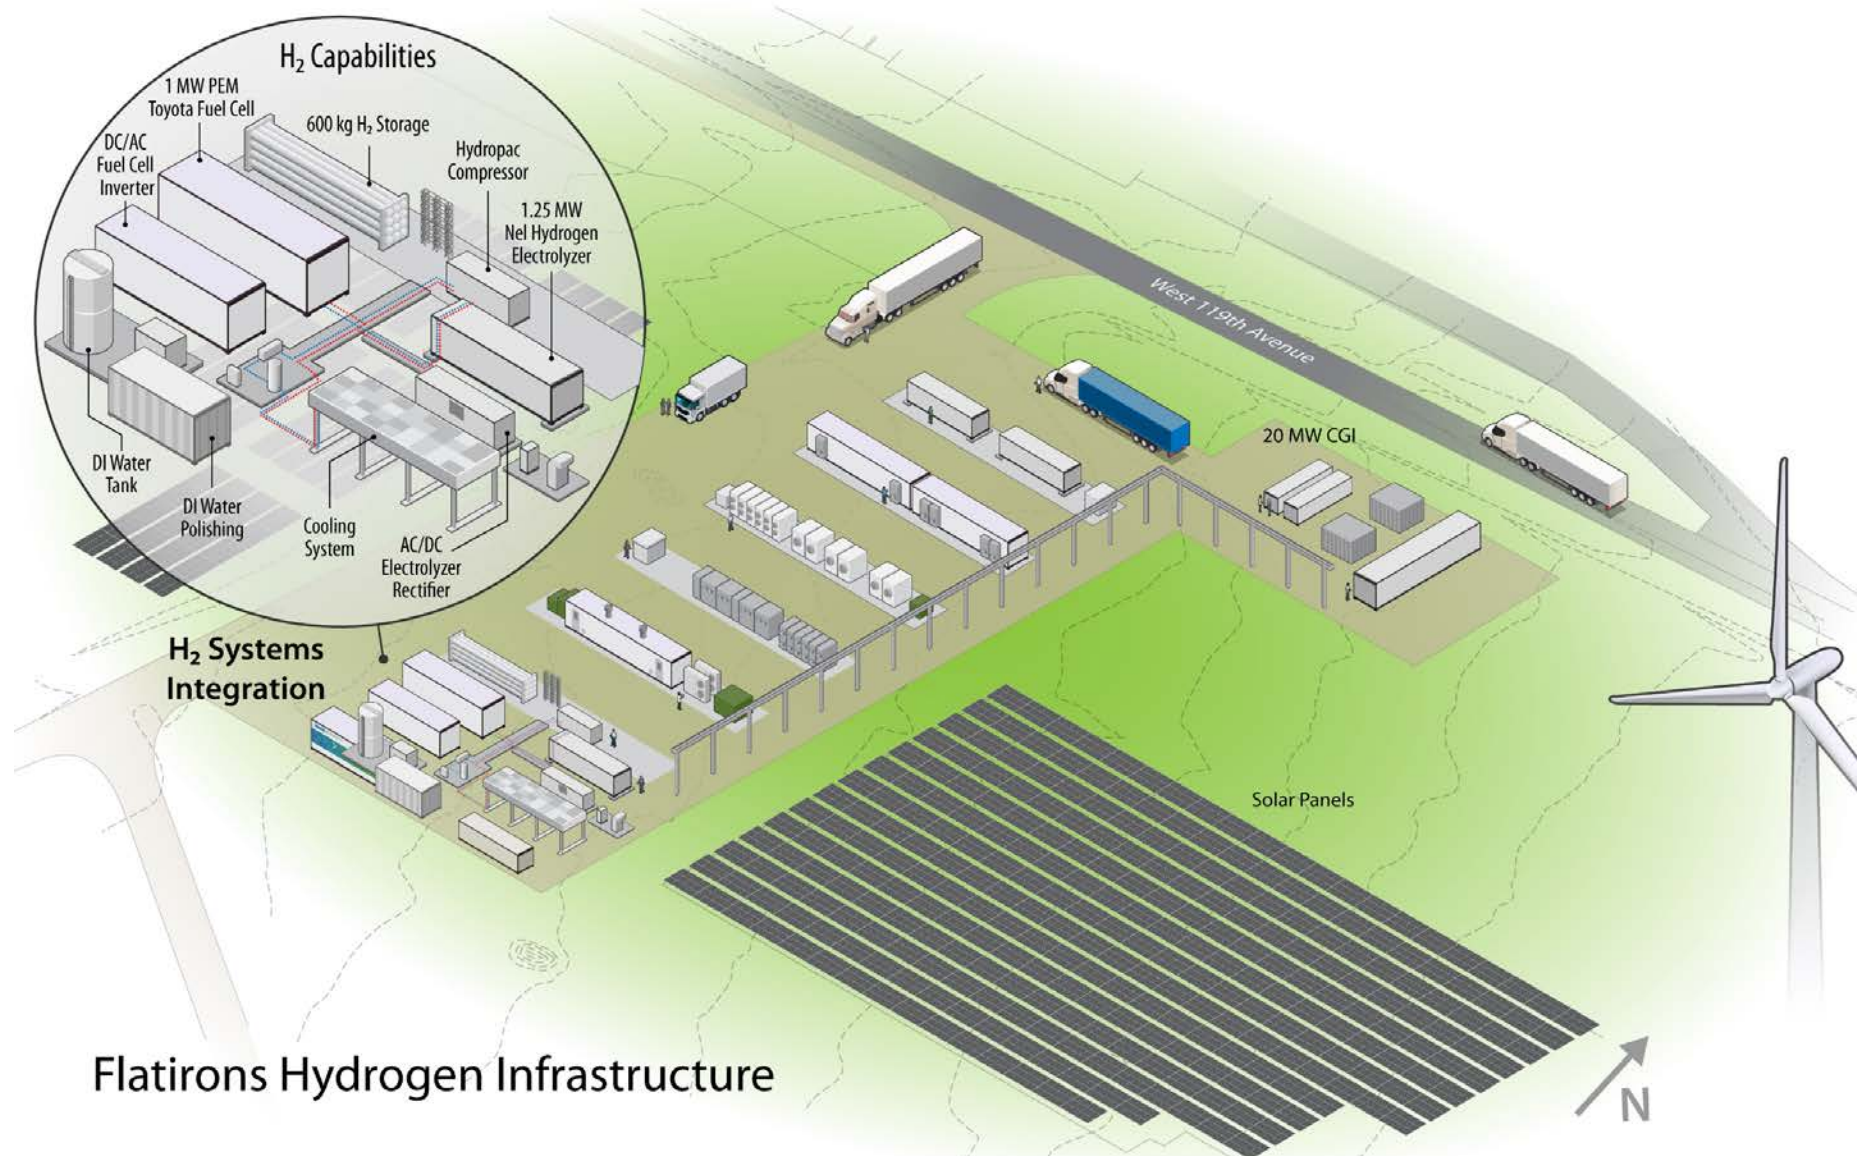 H₂ Capabilities
1 MW PEM
Toyota Fuel Cell
600 kg H₂ Storage
DC/AC
Fuel Cell
Inverter
Hydropac
Compressor
1.25 MW
Nel Hydrogen
Electrolyzer
DI Water
Tank
DI Water
Polishing
Cooling
System
AC/DC
Electrolyzer
Rectifier
H₂ Systems
Integration
West 119th Avenue
20 MW CGI
Solar Panels
Flatirons Hydrogen Infrastructure
N